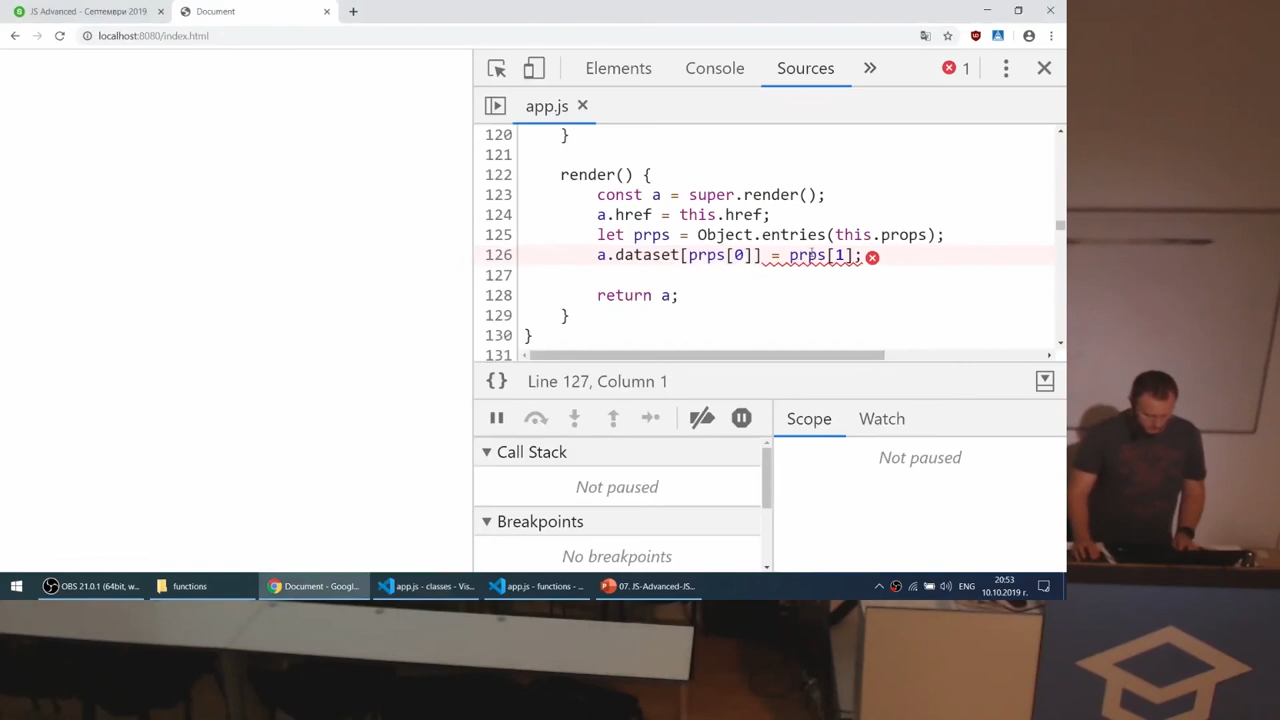 JS Advanced - Септември 2019
Document
localhost:8080/index.html
Elements
Console
Sources
1
app.js
120 }
121
122 render() {
123 const a = super.render();
124 a.href = this.href;
125 let prps = Object.entries(this.props);
126 a.dataset[prps[0]] = prps[1];
127
128 return a;
129 }
130 }
131
{} Line 127, Column 1
Scope
Watch
Call Stack
Not paused
Not paused
Breakpoints
No breakpoints
OBS 21.0.1 (64bit, w...
functions
Document - Googl...
app.js - classes - Vis...
app.js - functions - ...
07. JS-Advanced-JS...
ЕНГ
20:53
10.10.2019 г.